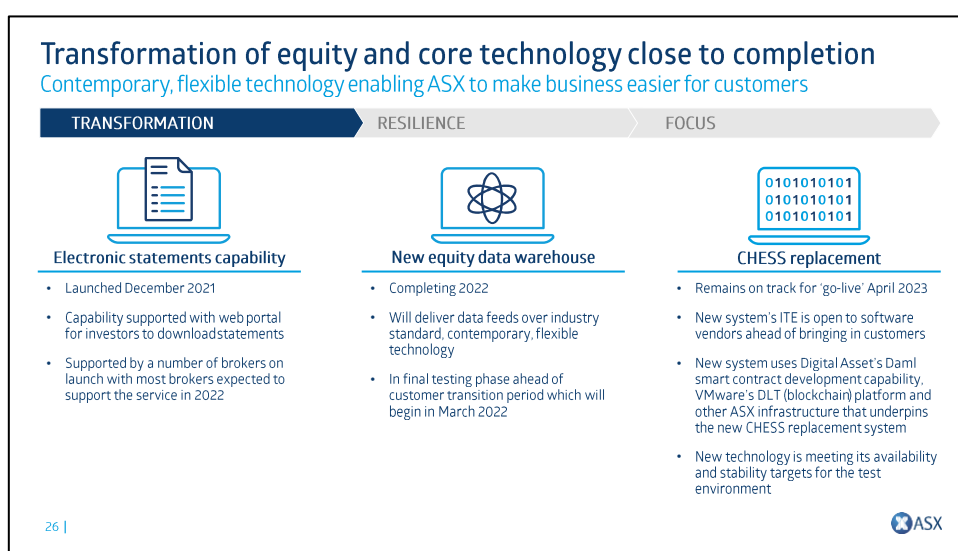 Transformation of equity and core technology close to completion
Contemporary, flexible technology enabling ASX to make business easier for customers
TRANSFORMATION
RESILIENCE
FOCUS
Electronic statements capability
• Launched December 2021
• Capability supported with web portal
for investors to download statements
• Supported by a number of brokers on
launch with most brokers expected to
support the service in 2022
New equity data warehouse
• Completing 2022
• Will deliver data feeds over industry
standard, contemporary, flexible
technology
• In final testing phase ahead of
customer transition period which will
begin in March 2022
0101010101
0101010101
0101010101
CHESS replacement
• Remains on track for ‘go-live’ April 2023
• New system’s ITE is open to software
vendors ahead of bringing in customers
• New system uses Digital Asset’s Daml
smart contract development capability,
VMware’s DLT (blockchain) platform and
other ASX infrastructure that underpins
the new CHESS replacement system
• New technology is meeting its availability
and stability targets for the test
environment
26 |
ASX